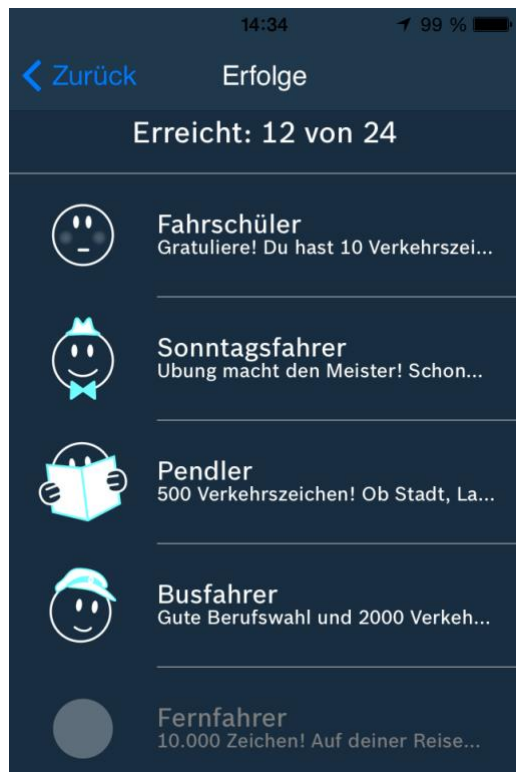 14:34 99 %
Zurück Erfolge
Erreicht: 12 von 24
Fahrschüler
Gratuliere! Du hast 10 Verkehrszei...
Sonntagsfahrer
Übung macht den Meister! Schon...
Pendler
500 Verkehrszeichen! Ob Stadt, La...
Busfahrer
Gute Berufswahl und 2000 Verkeh...
Fernfahrer
10.000 Zeichen! Auf deiner Reise...